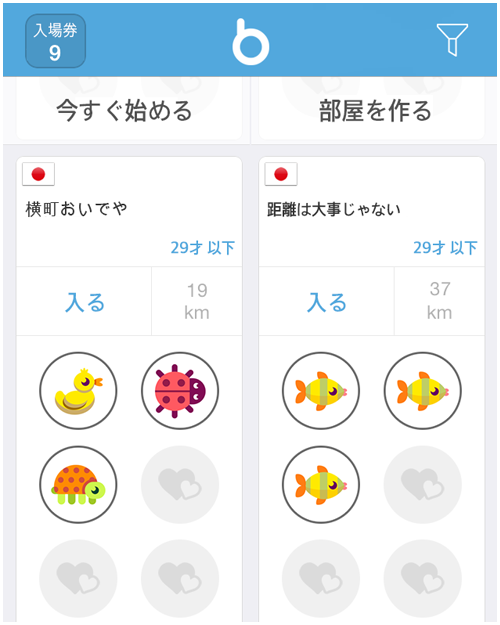 入場券
9
今すぐ始める
部屋を作る
横町おいでや
29才 以下
入る
19
km
距離は大事じゃない
29才 以下
入る
37
km